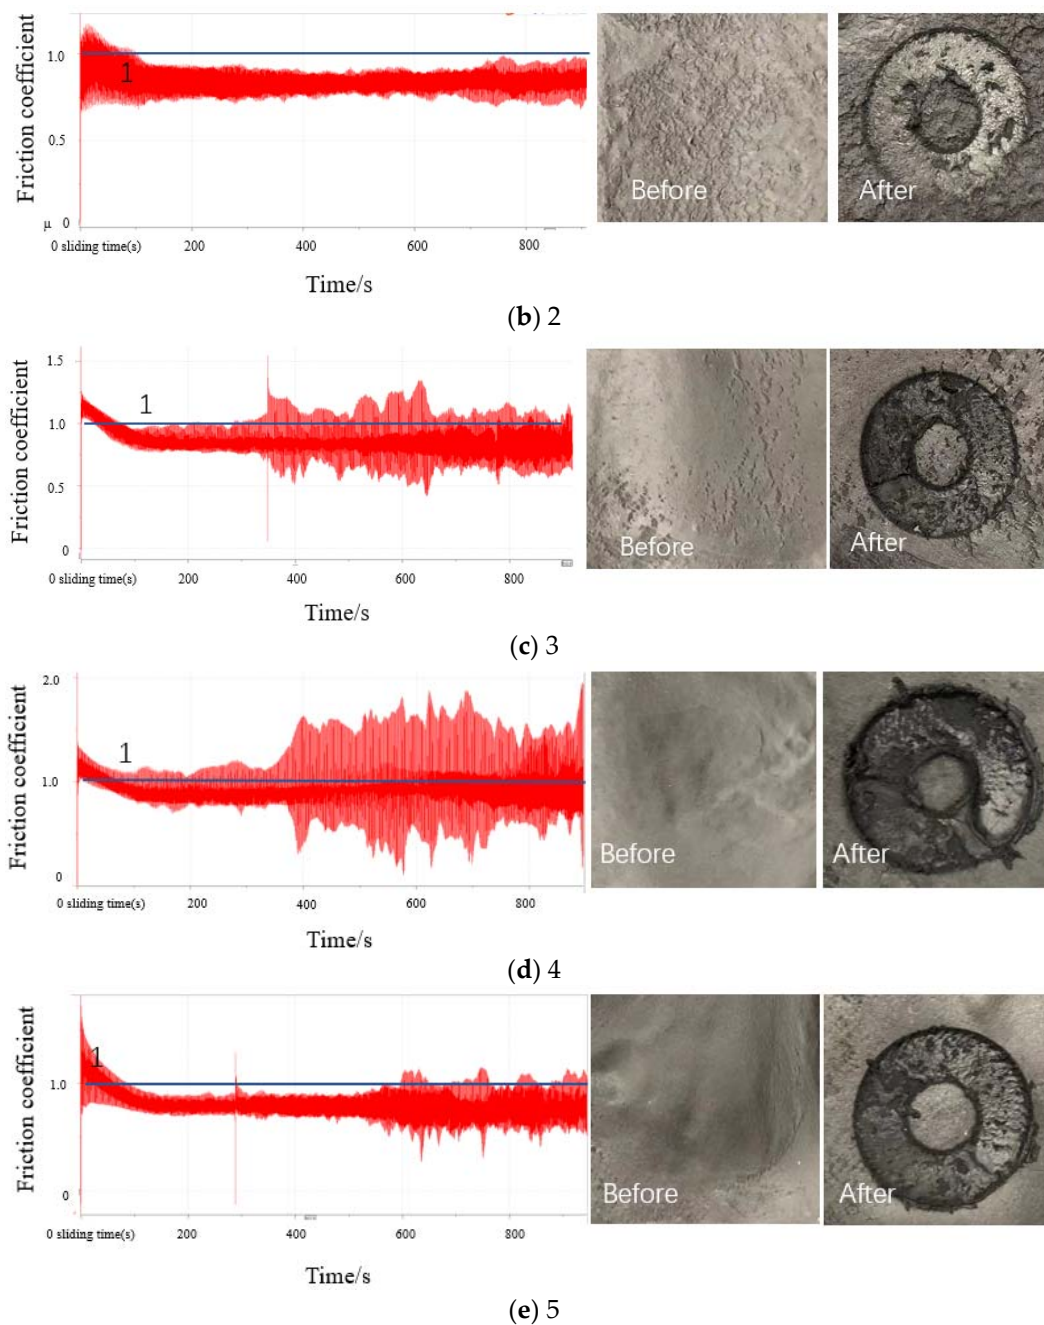 Friction coefficient
1.0
0.5
μ 0
1
0 sliding time(s)
200
400
600
800
Time/s
Before
After
(b) 2
Friction coefficient
1.5
1.0
0.5
0
1
0 sliding time(s)
200
400
600
800
Time/s
Before
After
(c) 3
Friction coefficient
2.0
1.0
0
1
0 sliding time(s)
200
400
600
800
Time/s
Before
After
(d) 4
Friction coefficient
1.0
0
1
0 sliding time(s)
200
400
600
800
Time/s
Before
After
(e) 5